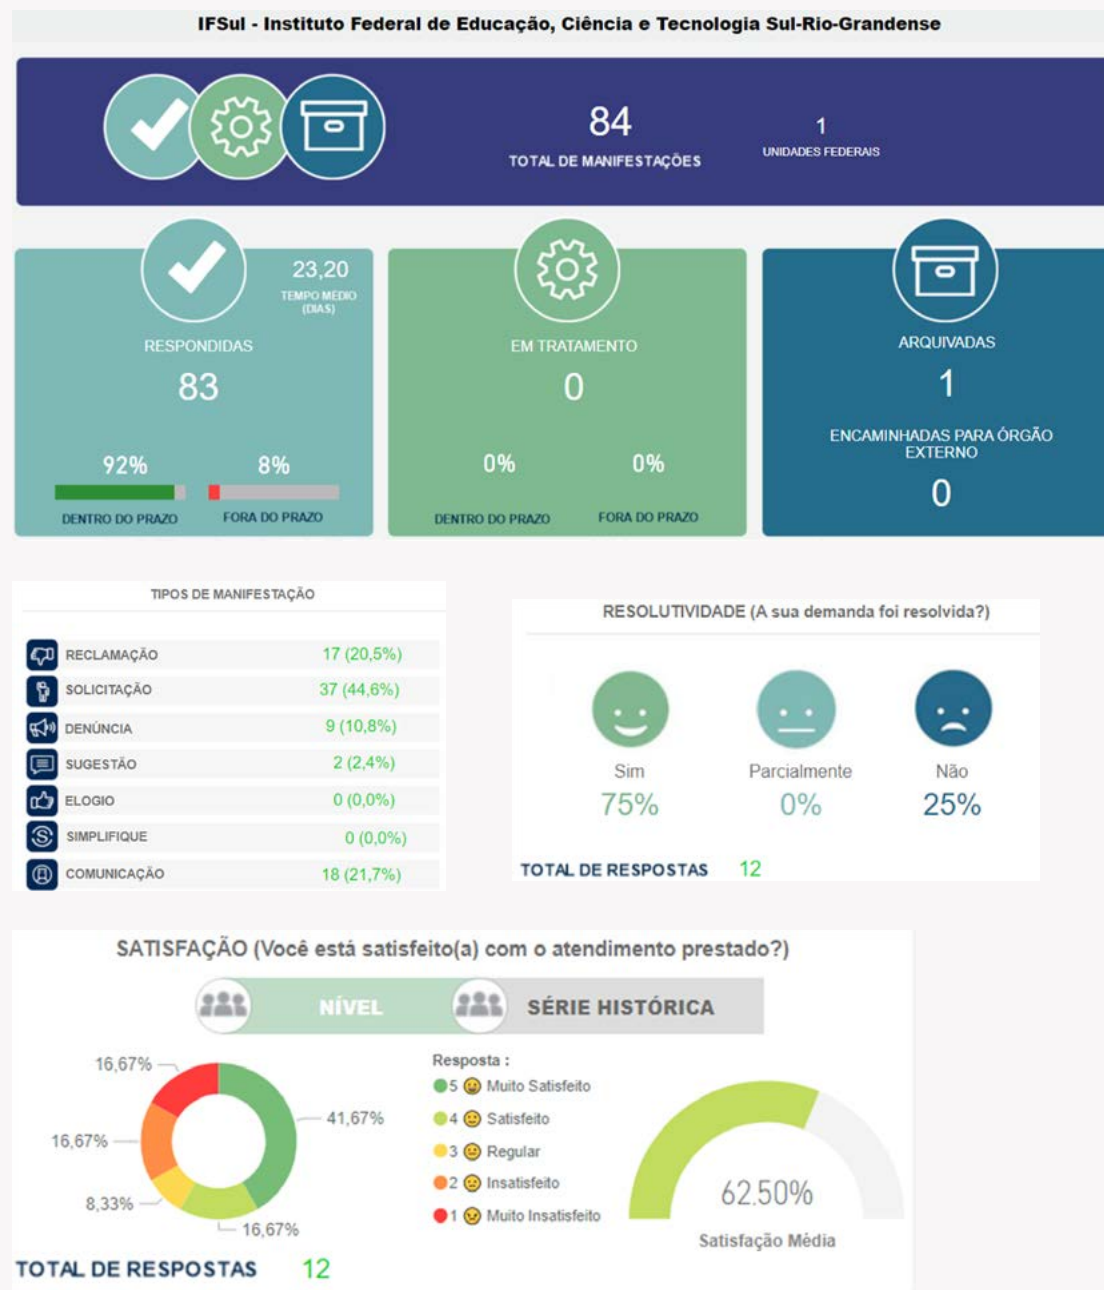 IFSul - Instituto Federal de Educação, Ciência e Tecnologia Sul-Rio-Grandense
84
TOTAL DE MANIFESTAÇÕES
1
UNIDADES FEDERAIS
23,20
TEMPO MÉDIO
(DIAS)
RESPONDIDAS
83
92%
8%
DENTRO DO PRAZO
FORA DO PRAZO
EM TRATAMENTO
0
0%
0%
DENTRO DO PRAZO
FORA DO PRAZO
ARQUIVADAS
1
ENCAMINHADAS PARA ÓRGÃO
EXTERNO
0
TIPOS DE MANIFESTAÇÃO
RECLAMAÇÃO 17 (20,5%)
SOLICITAÇÃO 37 (44,6%)
DENÚNCIA 9 (10,8%)
SUGESTÃO 2 (2,4%)
ELOGIO 0 (0,0%)
SIMPLIFIQUE 0 (0,0%)
COMUNICAÇÃO 18 (21,7%)
RESOLUTIVIDADE (A sua demanda foi resolvida?)
Sim
75%
Parcialmente
0%
Não
25%
TOTAL DE RESPOSTAS 12
SATISFAÇÃO (Você está satisfeito(a) com o atendimento prestado?)
NÍVEL
SÉRIE HISTÓRICA
16,67%
41,67%
16,67%
8,33%
16,67%
Resposta :
5 Muito Satisfeito
4 Satisfeito
3 Regular
2 Insatisfeito
1 Muito Insatisfeito
62.50%
Satisfação Média
TOTAL DE RESPOSTAS 12